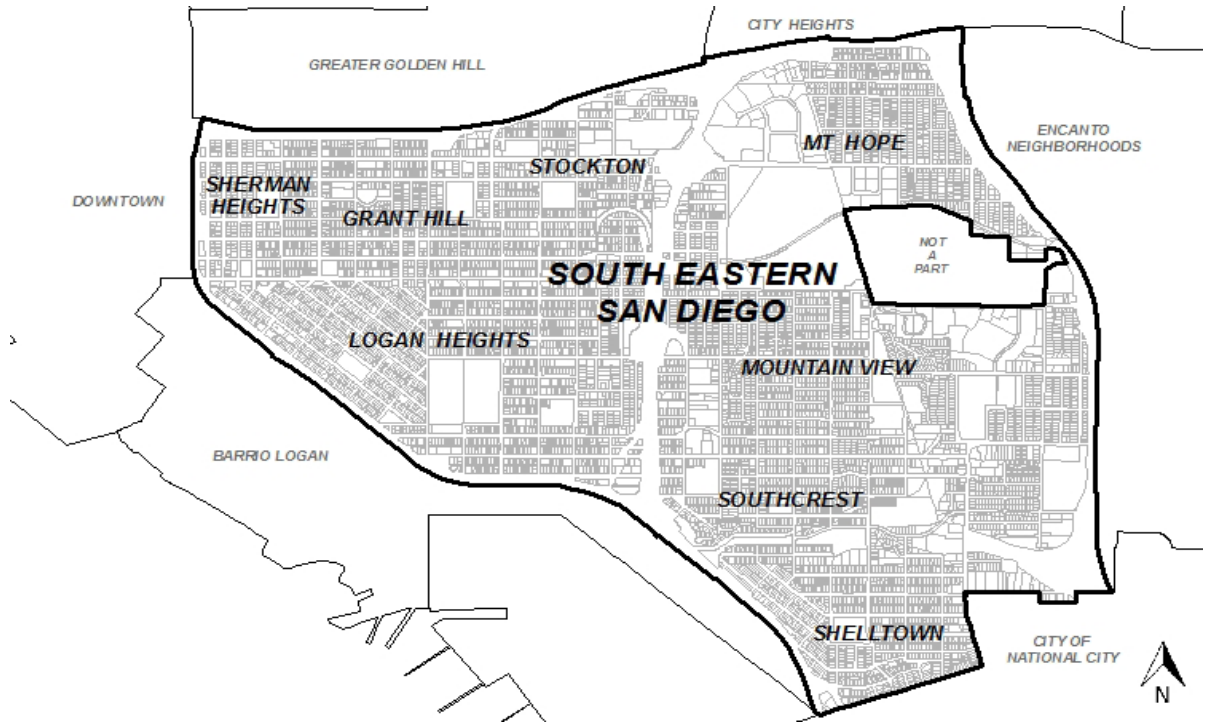 CITY HEIGHTS
GREATER GOLDEN HILL
ENCANTO
NEIGHBORHOODS
MT HOPE
STOCKTON
SHERMAN
HEIGHTS
DOWNTOWN
GRANT HILL
NOT
A
PART
SOUTH EASTERN
SAN DIEGO
LOGAN HEIGHTS
MOUNTAIN VIEW
BARRIO LOGAN
SOUTHCREST
SHELLTOWN
CITY OF
NATIONAL CITY
N